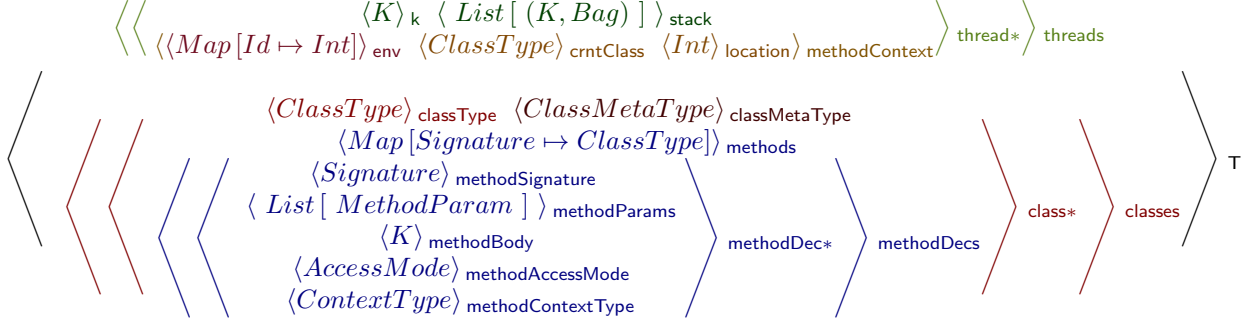 ⟨K⟩ k ⟨ List [ (K, Bag) ] ⟩ stack
⟨⟨Map [Id ↦ Int]⟩ env ⟨ClassType⟩ crntClass ⟨Int⟩ location⟩ methodContext
thread* threads
⟨ClassType⟩ classType ⟨ClassMetaType⟩ classMetaType
⟨Map [Signature ↦ ClassType]⟩ methods
⟨Signature⟩ methodSignature
⟨ List [ MethodParam ] ⟩ methodParams
⟨K⟩ methodBody
⟨AccessMode⟩ methodAccessMode
⟨ContextType⟩ methodContextType
methodDec* methodDecs
class* classes
T